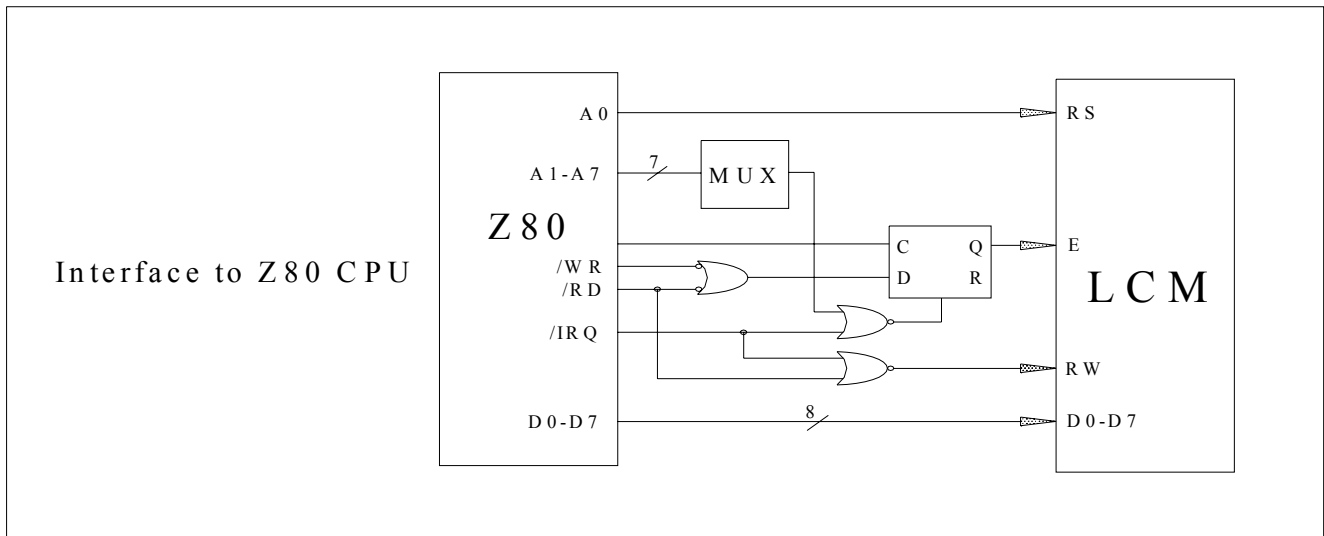 Interface to Z80 CPU
Z80
A0
A1-A7
/WR
/RD
/IRQ
D0-D7
7
MUX
C Q
D R
8
LCM
RS
E
RW
D0-D7